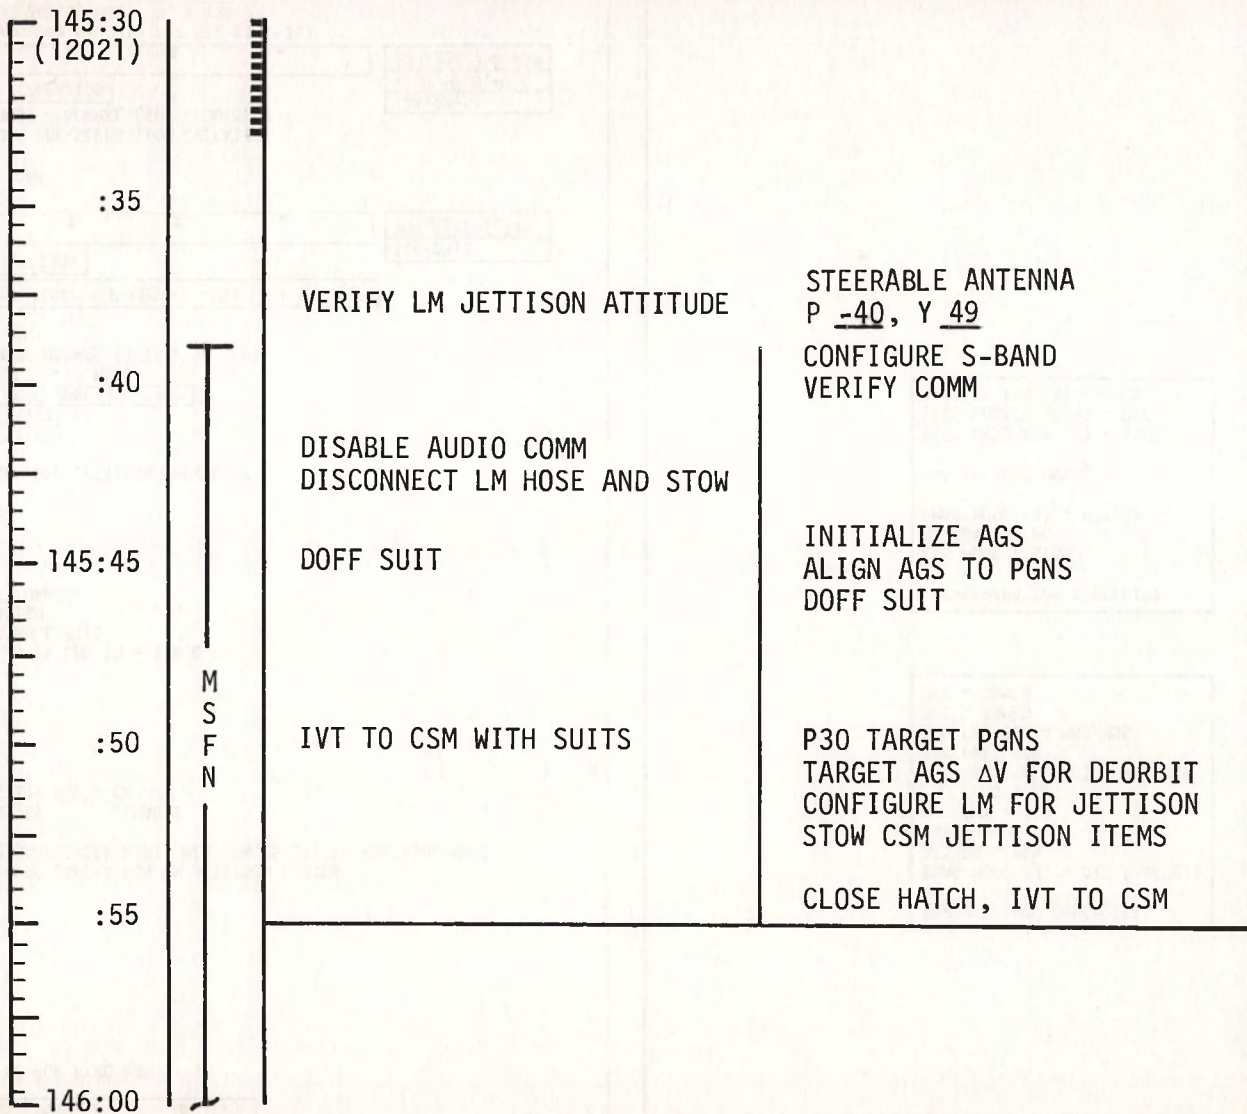 145:30
(12021)
:35
VERIFY LM JETTISON ATTITUDE
STEERABLE ANTENNA
P -40, Y 49
:40
CONFIGURE S-BAND
VERIFY COMM
DISABLE AUDIO COMM
DISCONNECT LM HOSE AND STOW
145:45
DOFF SUIT
INITIALIZE AGS
ALIGN AGS TO PGNS
DOFF SUIT
M
S
F
N
:50
IVT TO CSM WITH SUITS
P30 TARGET PGNS
TARGET AGS ΔV FOR DEORBIT
CONFIGURE LM FOR JETTISON
STOW CSM JETTISON ITEMS
CLOSE HATCH, IVT TO CSM
:55
146:00